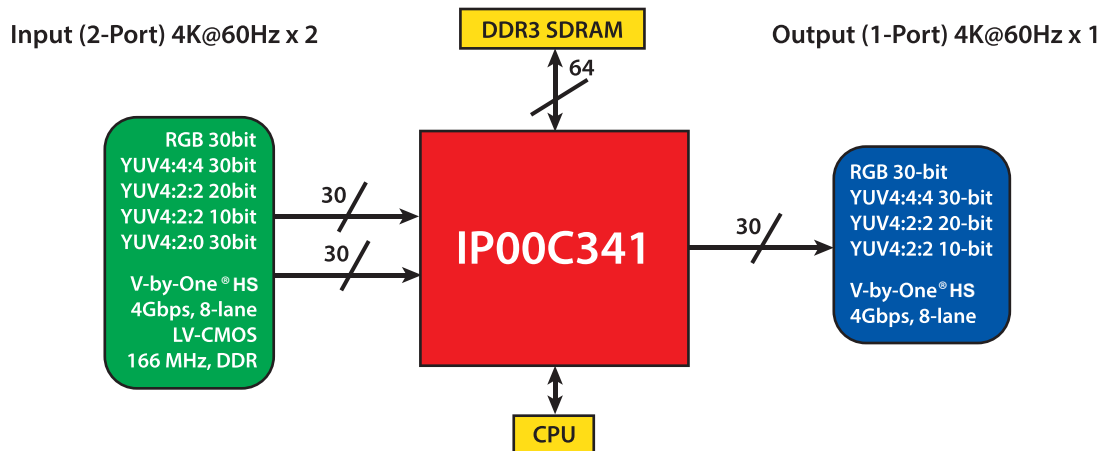 Input (2-Port) 4K@60Hz x 2
DDR3 SDRAM
Output (1-Port) 4K@60Hz x 1
64
RGB 30bit
YUV4:4:4 30bit
YUV4:2:2 20bit
YUV4:2:2 10bit
YUV4:2:0 30bit
V-by-One® HS
4Gbps, 8-lane
LV-CMOS
166 MHz, DDR
30
30
IP00C341
30
RGB 30-bit
YUV4:4:4 30-bit
YUV4:2:2 20-bit
YUV4:2:2 10-bit
V-by-One® HS
4Gbps, 8-lane
CPU